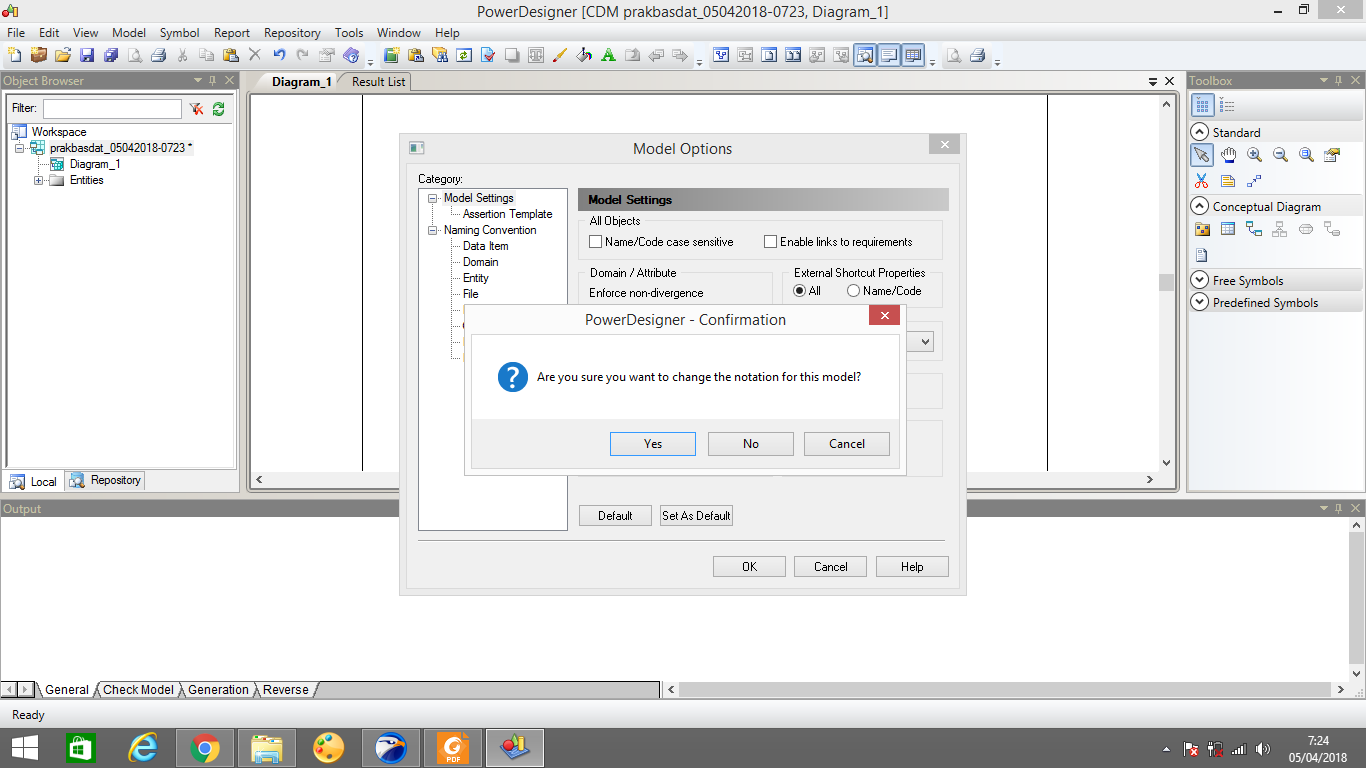 PowerDesigner [CDM prakbasdat_05042018-0723, Diagram_1]
File Edit View Model Symbol Report Repository Tools Window Help
Object Browser
Filter:
Workspace
prakbasdat_05042018-0723 *
Diagram_1
Entities
Local Repository
Diagram_1 Result List
Model Options
Category:
Model Settings
Assertion Template
Naming Convention
Data Item
Domain
Entity
File
Model Settings
All Objects
Name/Code case sensitive Enable links to requirements
Domain / Attribute External Shortcut Properties
Enforce non-divergence All Name/Code
PowerDesigner - Confirmation
?
Are you sure you want to change the notation for this model?
Yes No Cancel
Default Set As Default
OK Cancel Help
Toolbox
Standard
Conceptual Diagram
Free Symbols
Predefined Symbols
Output
General Check Model Generation Reverse
Ready
PDF
7:24
05/04/2018